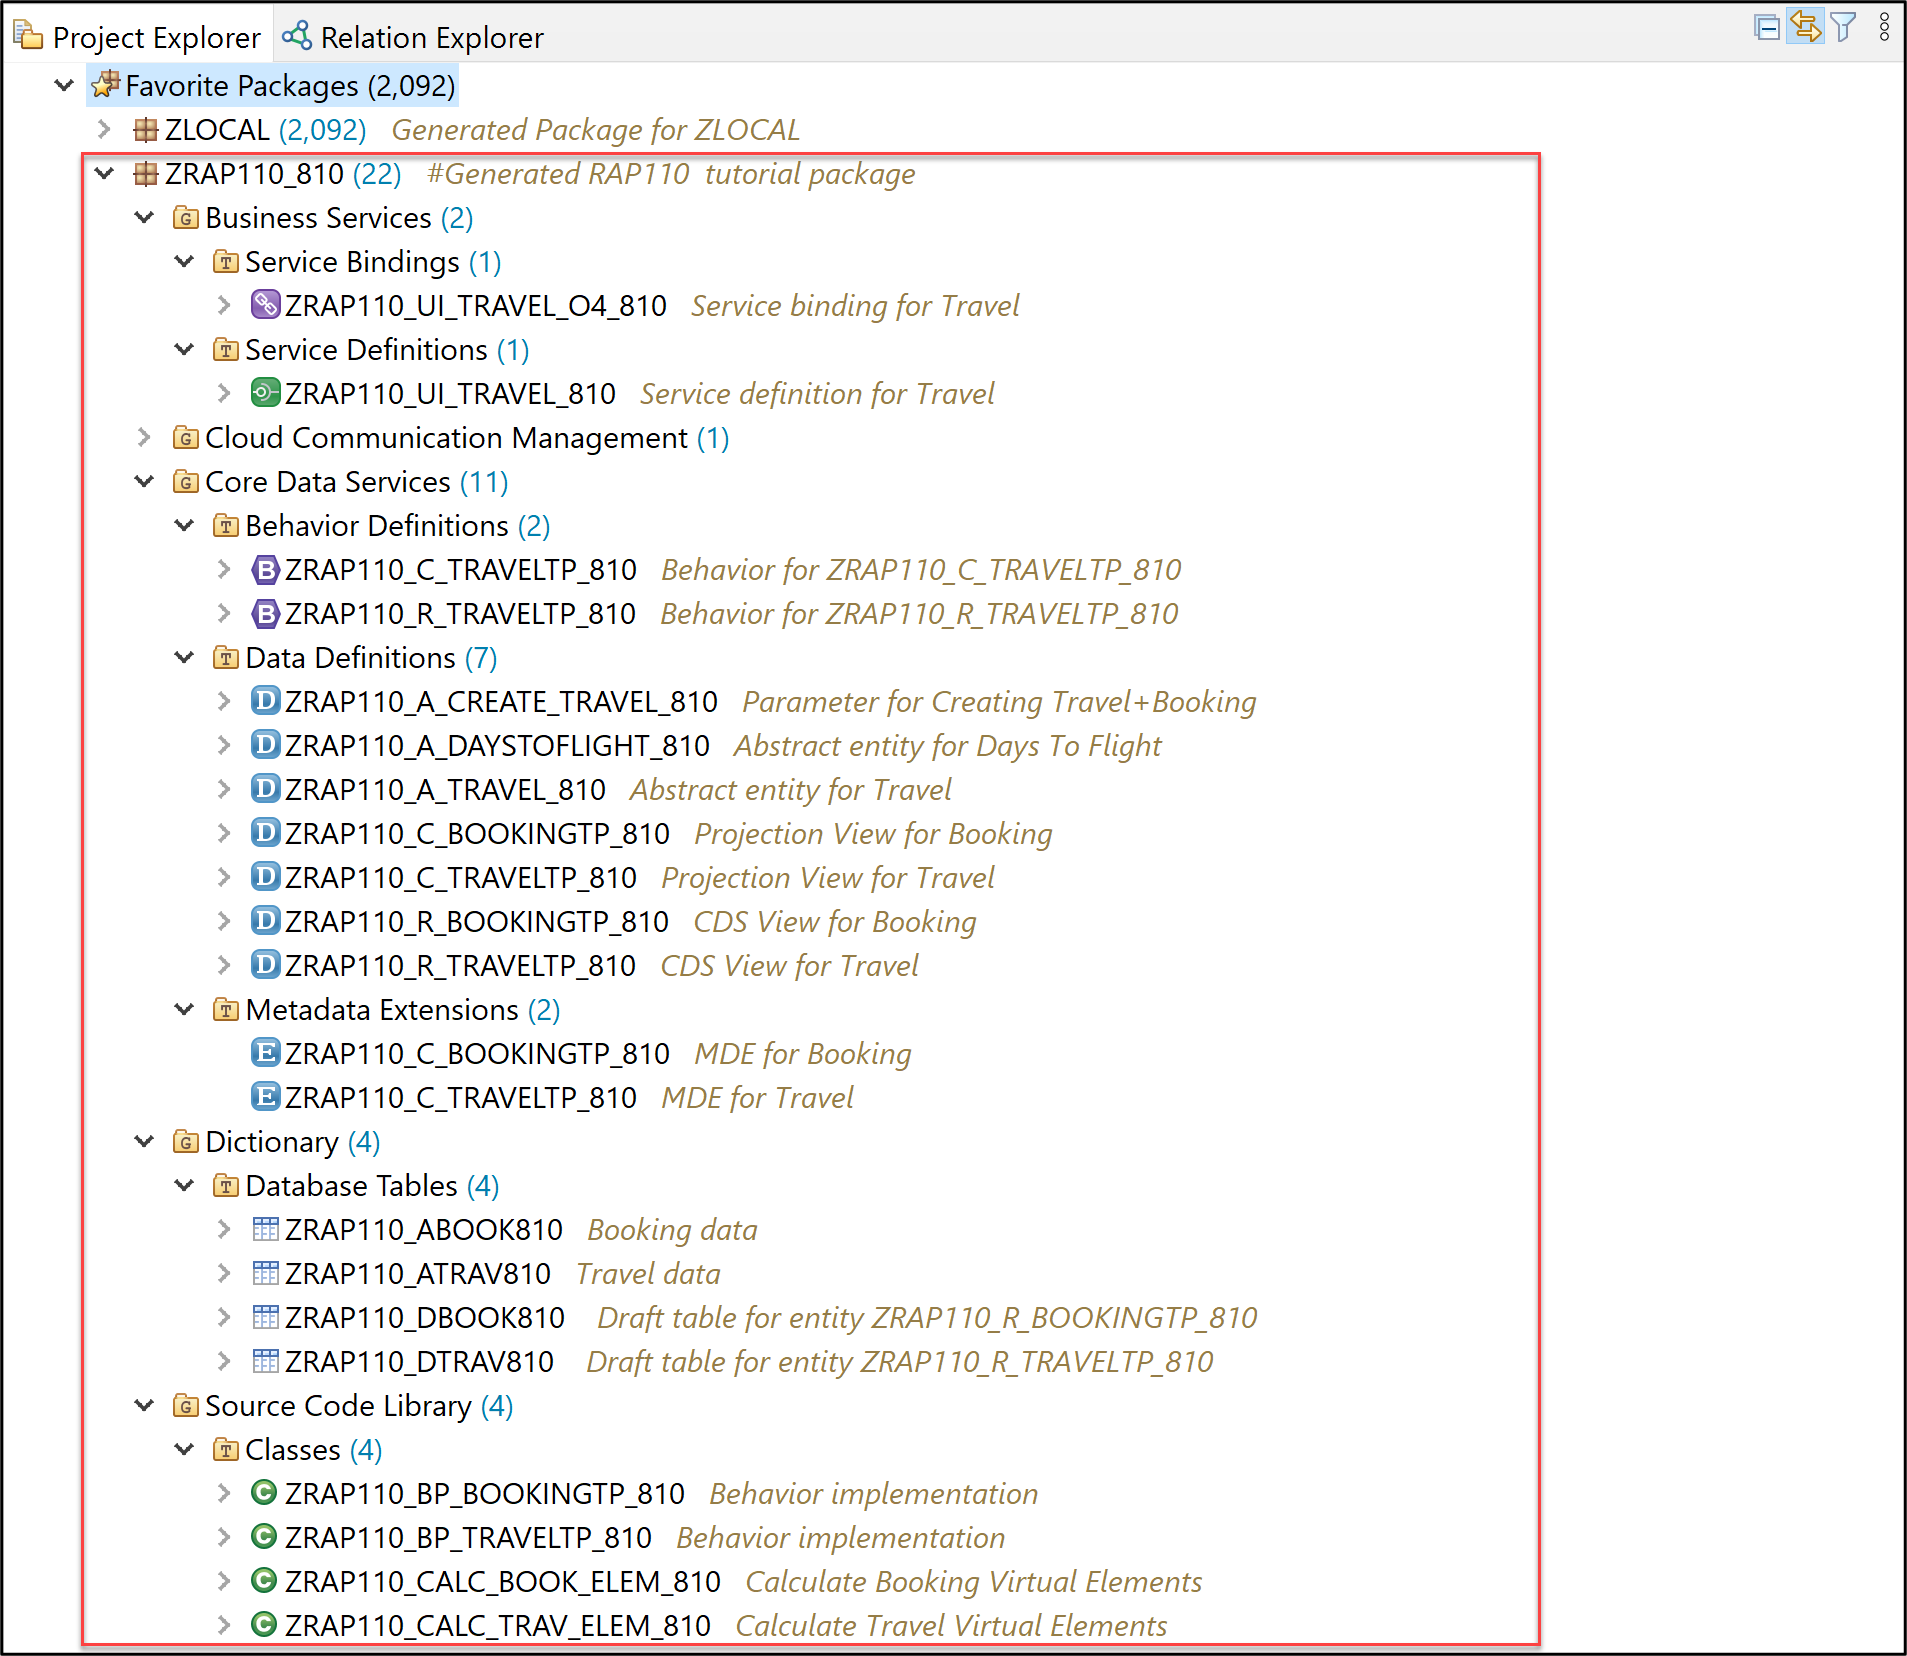 Project Explorer Relation Explorer
Favorite Packages (2,092)
ZLOCAL (2,092) Generated Package for ZLOCAL
ZRAP110_810 (22) #Generated RAP110 tutorial package
G Business Services (2)
T Service Bindings (1)
ZRAP110_UI_TRAVEL_O4_810 Service binding for Travel
T Service Definitions (1)
ZRAP110_UI_TRAVEL_810 Service definition for Travel
G Cloud Communication Management (1)
G Core Data Services (11)
T Behavior Definitions (2)
B ZRAP110_C_TRAVELTP_810 Behavior for ZRAP110_C_TRAVELTP_810
B ZRAP110_R_TRAVELTP_810 Behavior for ZRAP110_R_TRAVELTP_810
T Data Definitions (7)
D ZRAP110_A_CREATE_TRAVEL_810 Parameter for Creating Travel+Booking
D ZRAP110_A_DAYSTOFLIGHT_810 Abstract entity for Days To Flight
D ZRAP110_A_TRAVEL_810 Abstract entity for Travel
D ZRAP110_C_BOOKINGTP_810 Projection View for Booking
D ZRAP110_C_TRAVELTP_810 Projection View for Travel
D ZRAP110_R_BOOKINGTP_810 CDS View for Booking
D ZRAP110_R_TRAVELTP_810 CDS View for Travel
T Metadata Extensions (2)
E ZRAP110_C_BOOKINGTP_810 MDE for Booking
E ZRAP110_C_TRAVELTP_810 MDE for Travel
G Dictionary (4)
T Database Tables (4)
ZRAP110_ABOOK810 Booking data
ZRAP110_ATRAV810 Travel data
ZRAP110_DBOOK810 Draft table for entity ZRAP110_R_BOOKINGTP_810
ZRAP110_DTRAV810 Draft table for entity ZRAP110_R_TRAVELTP_810
G Source Code Library (4)
T Classes (4)
C ZRAP110_BP_BOOKINGTP_810 Behavior implementation
C ZRAP110_BP_TRAVELTP_810 Behavior implementation
C ZRAP110_CALC_BOOK_ELEM_810 Calculate Booking Virtual Elements
C ZRAP110_CALC_TRAV_ELEM_810 Calculate Travel Virtual Elements